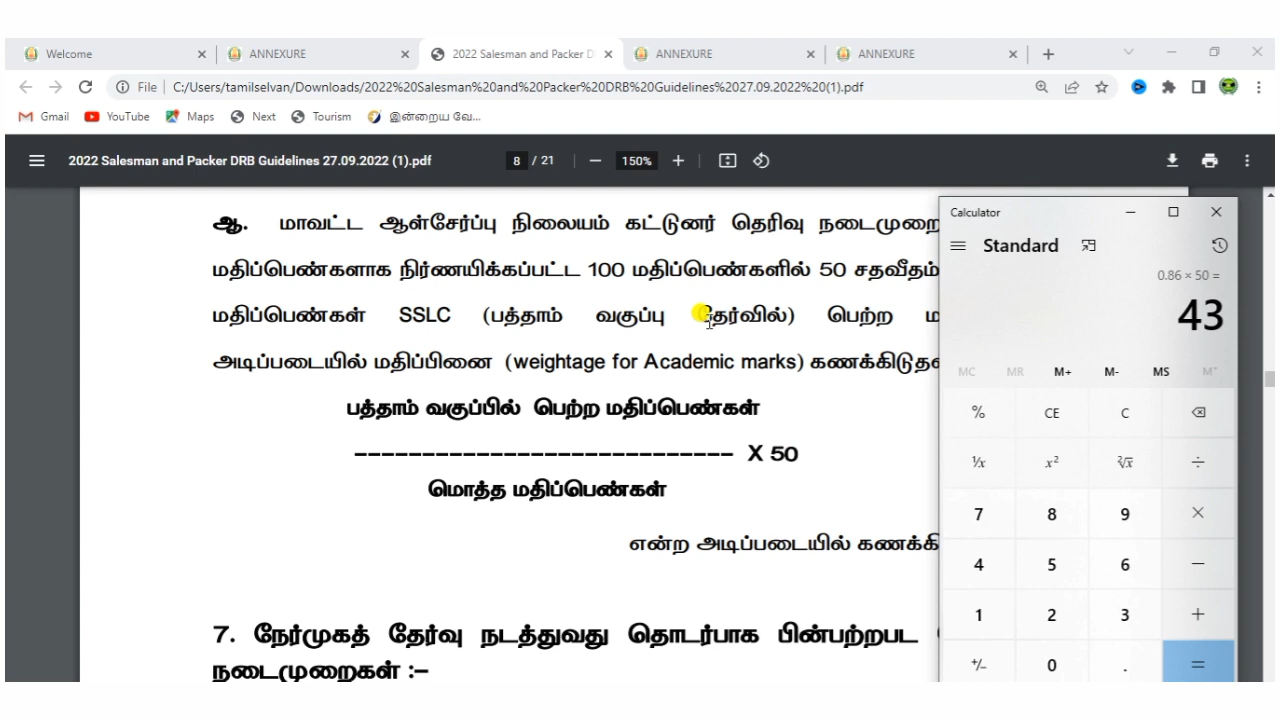 Welcome
ANNEXURE
2022 Salesman and Packer D
ANNEXURE
ANNEXURE
File C:/Users/tamilselvan/Downloads/2022%20Salesman%20and%20Packer%20DRB%20Guidelines%2027.09.2022%20(1).pdf
Gmail YouTube Maps Next Tourism இன்றைய வே...
2022 Salesman and Packer DRB Guidelines 27.09.2022 (1).pdf 8 / 21 150%
ஆ. மாவட்ட ஆள்சேர்ப்பு நிலையம் கட்டுனர் தெரிவு நடைமுறை
மதிப்பெண்களாக நிர்ணயிக்கப்பட்ட 100 மதிப்பெண்களில் 50 சதவீதம்
மதிப்பெண்கள் SSLC (பத்தாம் வகுப்பு தேர்வில்) பெற்ற ம
அடிப்படையில் மதிப்பினை (weightage for Academic marks) கணக்கிடுதல
பத்தாம் வகுப்பில் பெற்ற மதிப்பெண்கள்
---------------------------- X 50
மொத்த மதிப்பெண்கள்
என்ற அடிப்படையில் கணக்கி
7. நேர்முகத் தேர்வு நடத்துவது தொடர்பாக பின்பற்றபட
நடைமுறைகள் :–
Calculator
Standard
0.86 × 50 =
43
MC MR M+ M- MS M˅
% CE C
¹/x x² ²√x ÷
7 8 9 ×
4 5 6 −
1 2 3 +
+/− 0 . =